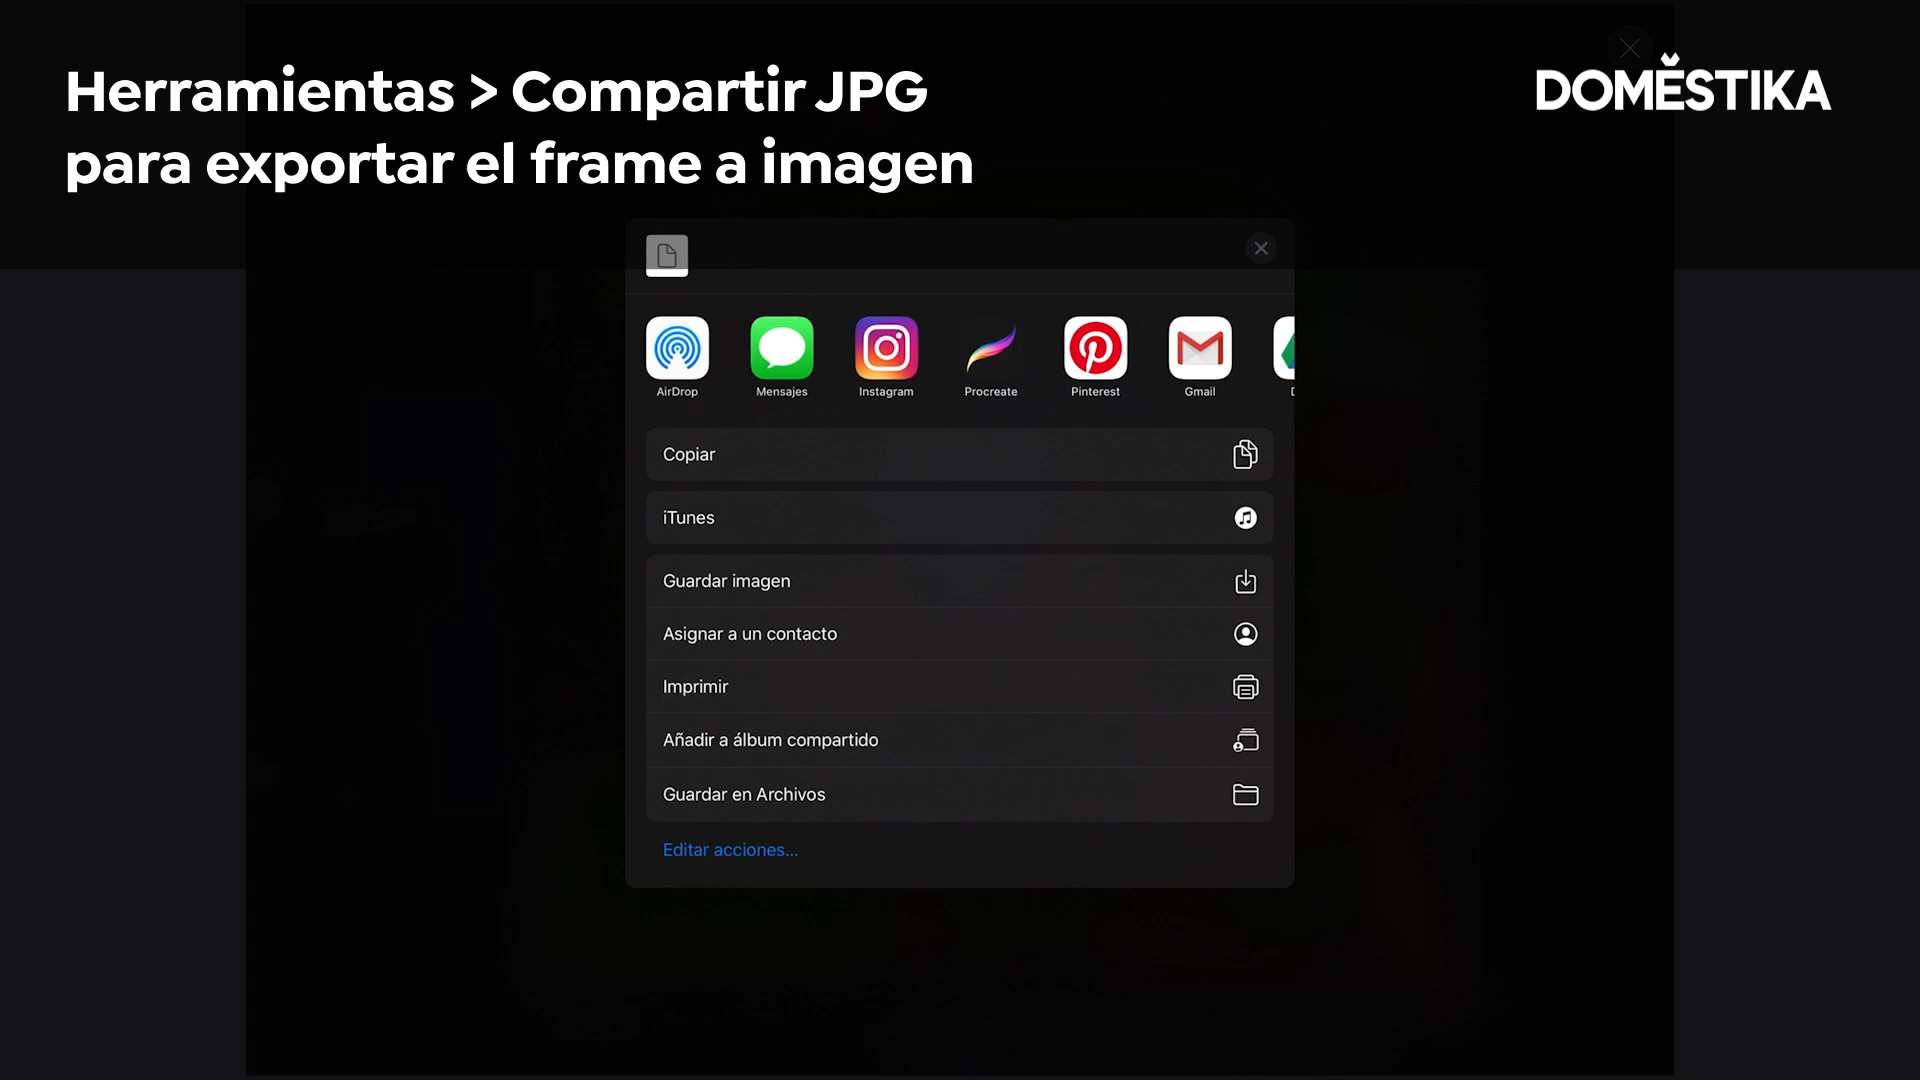 Herramientas > Compartir JPG
para exportar el frame a imagen
DOMĚSTIKA
AirDrop
Mensajes
Instagram
Procreate
Pinterest
Gmail
Copiar
iTunes
Guardar imagen
Asignar a un contacto
Imprimir
Añadir a álbum compartido
Guardar en Archivos
Editar acciones...